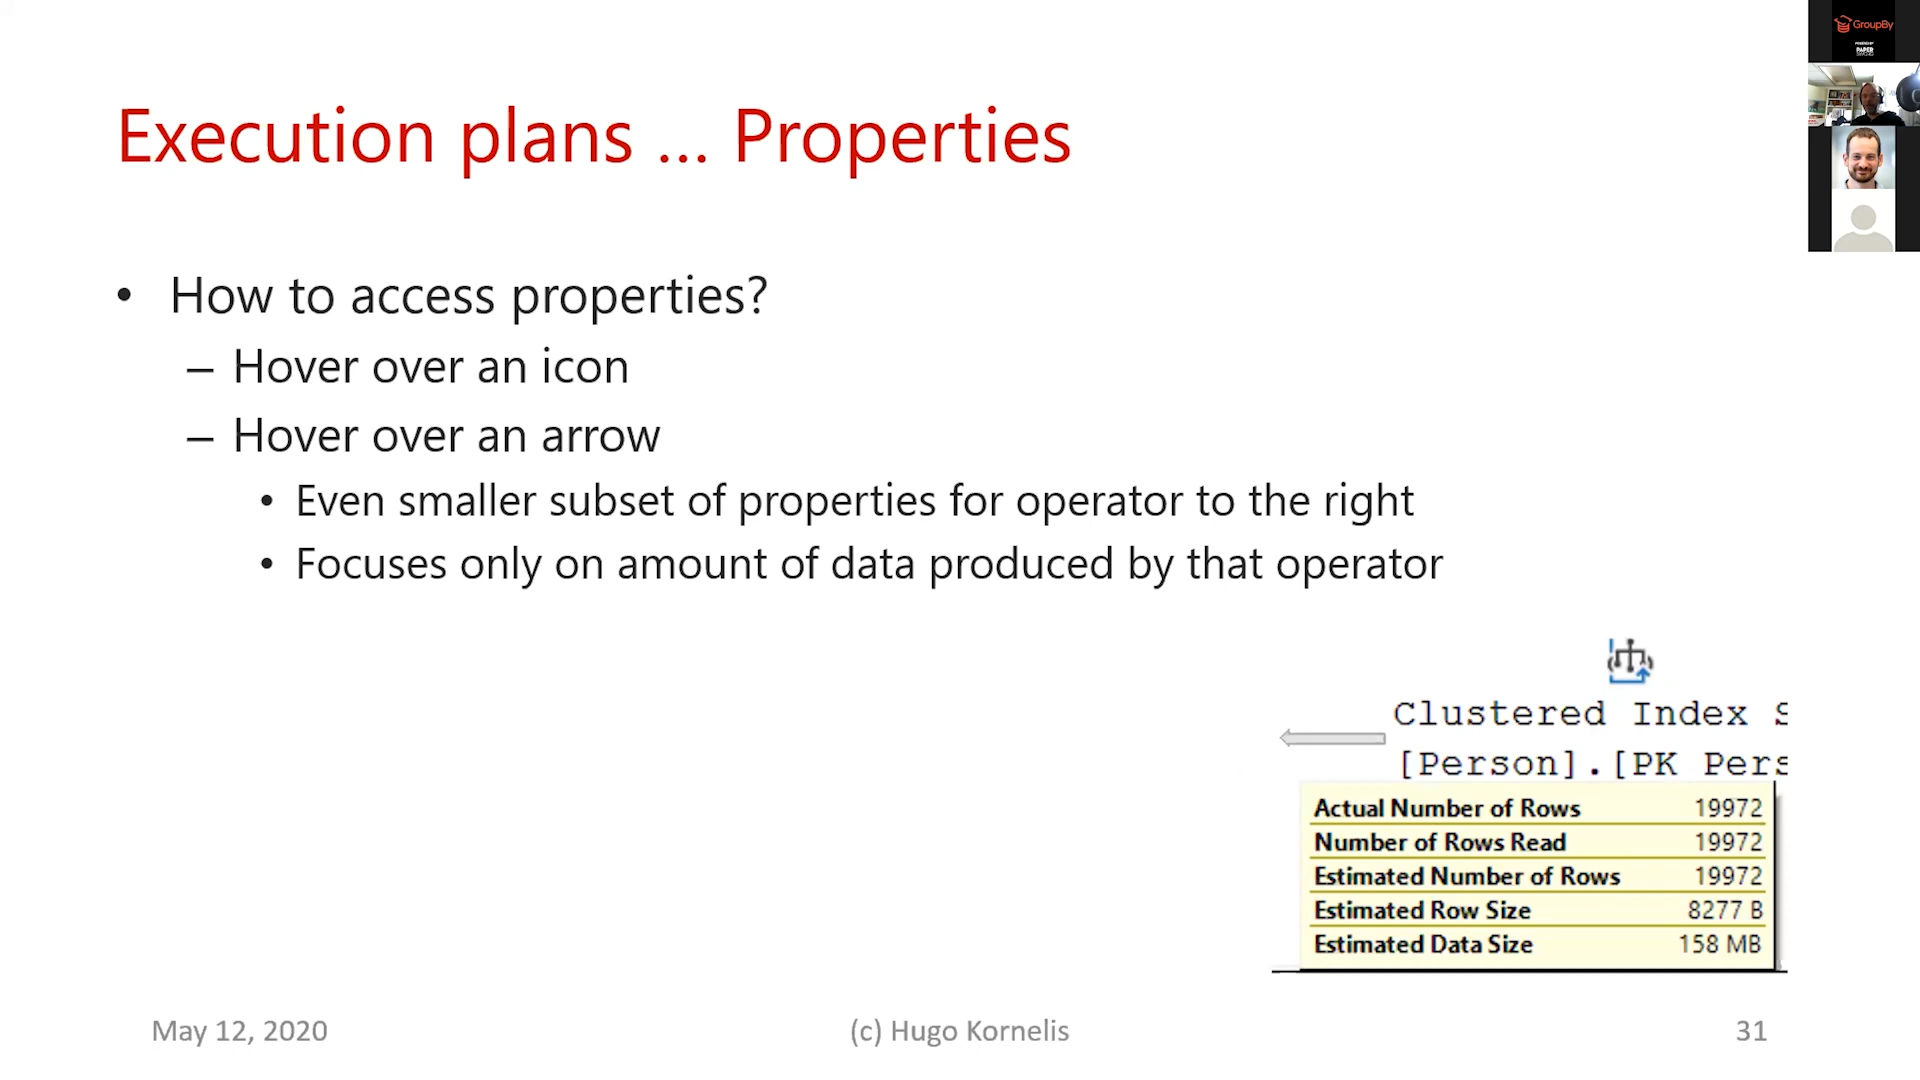 GroupBy
POWERED BY
Execution plans ... Properties
• How to access properties?
– Hover over an icon
– Hover over an arrow
• Even smaller subset of properties for operator to the right
• Focuses only on amount of data produced by that operator
Clustered Index S
[Person].[PK Pers
Actual Number of Rows 19972
Number of Rows Read 19972
Estimated Number of Rows 19972
Estimated Row Size 8277 B
Estimated Data Size 158 MB
May 12, 2020 (c) Hugo Kornelis 31